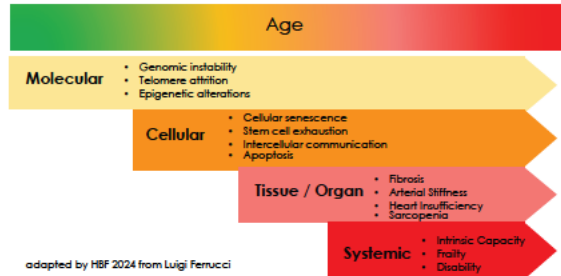 Age
Molecular
• Genomic instability
• Telomere attrition
• Epigenetic alterations
Cellular
• Cellular senescence
• Stem cell exhaustion
• Intercellular communication
• Apoptosis
Tissue / Organ
• Fibrosis
• Arterial Stiffness
• Heart Insufficiency
• Sarcopenia
Systemic
• Intrinsic Capacity
• Frailty
• Disability
adapted by HBF 2024 from Luigi Ferrucci